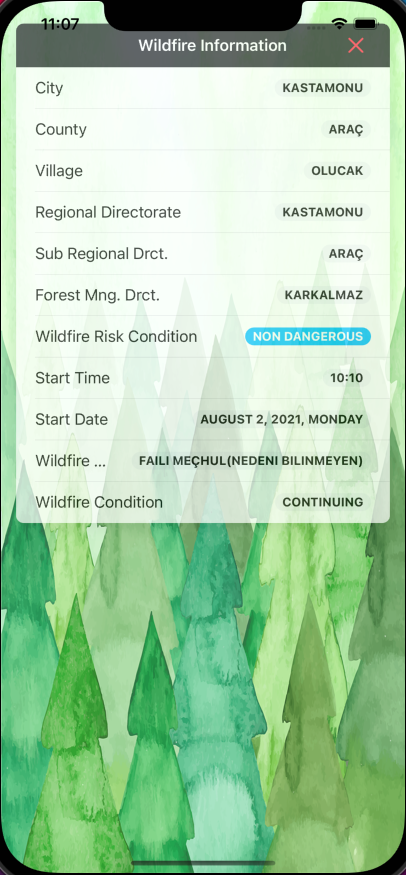 11:07
Wildfire Information
City KASTAMONU
County ARAÇ
Village OLUCAK
Regional Directorate KASTAMONU
Sub Regional Drct. ARAÇ
Forest Mng. Drct. KARKALMAZ
Wildfire Risk Condition NON DANGEROUS
Start Time 10:10
Start Date AUGUST 2, 2021, MONDAY
Wildfire ... FAILI MEÇHUL(NEDENI BILINMEYEN)
Wildfire Condition CONTINUING